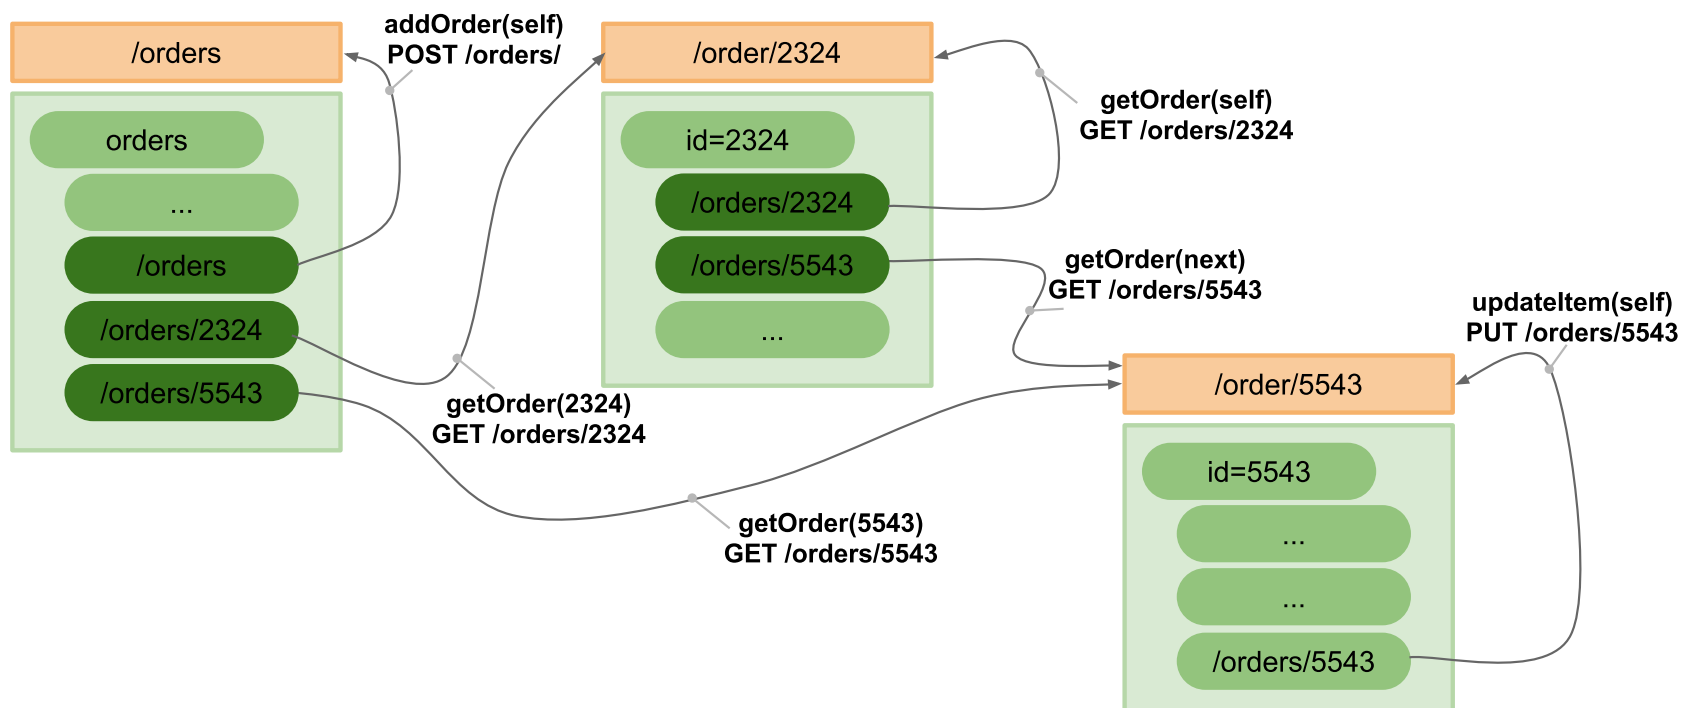 /orders
addOrder(self)
POST /orders/
orders
...
/orders
/orders/2324
/orders/5543
/order/2324
id=2324
/orders/2324
/orders/5543
...
getOrder(self)
GET /orders/2324
getOrder(next)
GET /orders/5543
getOrder(2324)
GET /orders/2324
getOrder(5543)
GET /orders/5543
updateItem(self)
PUT /orders/5543
/order/5543
id=5543
...
...
/orders/5543